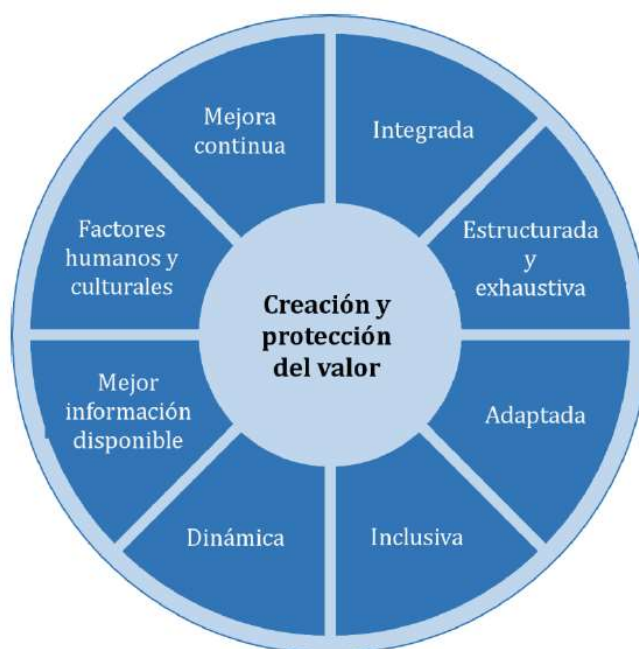 Mejora
continua
Integrada
Estructurada
y
exhaustiva
Adaptada
Inclusiva
Dinámica
Mejor
información
disponible
Factores
humanos y
culturales
Creación y
protección
del valor